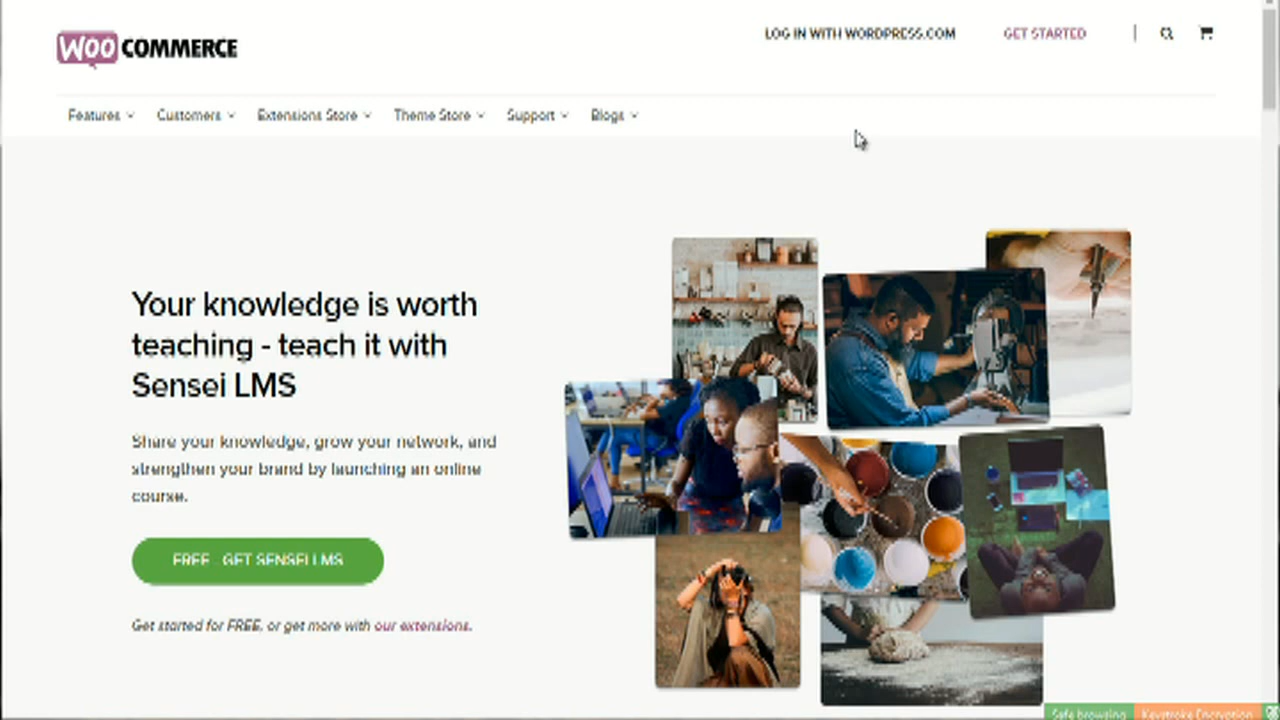 WOO COMMERCE
LOG IN WITH WORDPRESS.COM GET STARTED
Features Customers Extensions Store Theme Store Support Blogs
Your knowledge is worth
teaching - teach it with
Sensei LMS
Share your knowledge, grow your network, and
strengthen your brand by launching an online
course.
FREE - GET SENSEI LMS
Get started for FREE, or get more with our extensions.
Safe browsing Keystroke Encryption